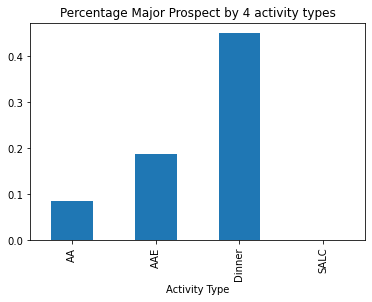 Percentage Major Prospect by 4 activity types
0.4
0.3
0.2
0.1
0.0
AA
AAE
Dinner
SALC
Activity Type